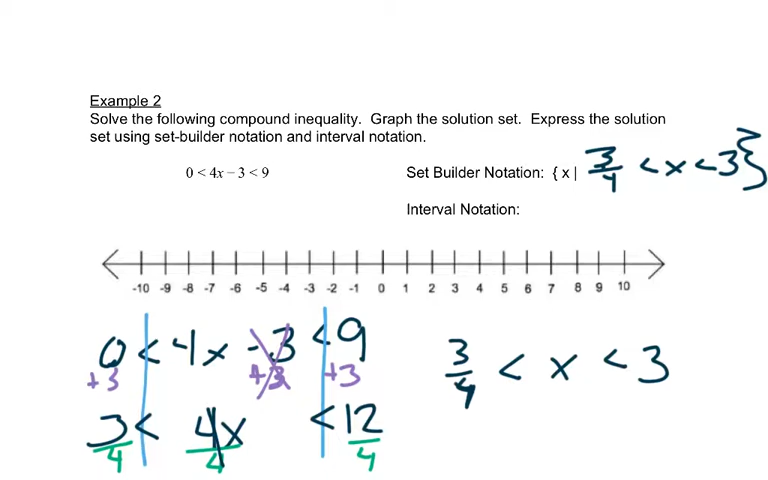 Example 2
Solve the following compound inequality. Graph the solution set. Express the solution
set using set-builder notation and interval notation.
0 < 4x − 3 < 9
Set Builder Notation: { x | 3/4 < x < 3}
Interval Notation:
-10 -9 -8 -7 -6 -5 -4 -3 -2 -1 0 1 2 3 4 5 6 7 8 9 10
0 < 4x - 3 < 9
+3 +3 +3
3/4 < 4x/4 < 12/4
3/4 < x < 3